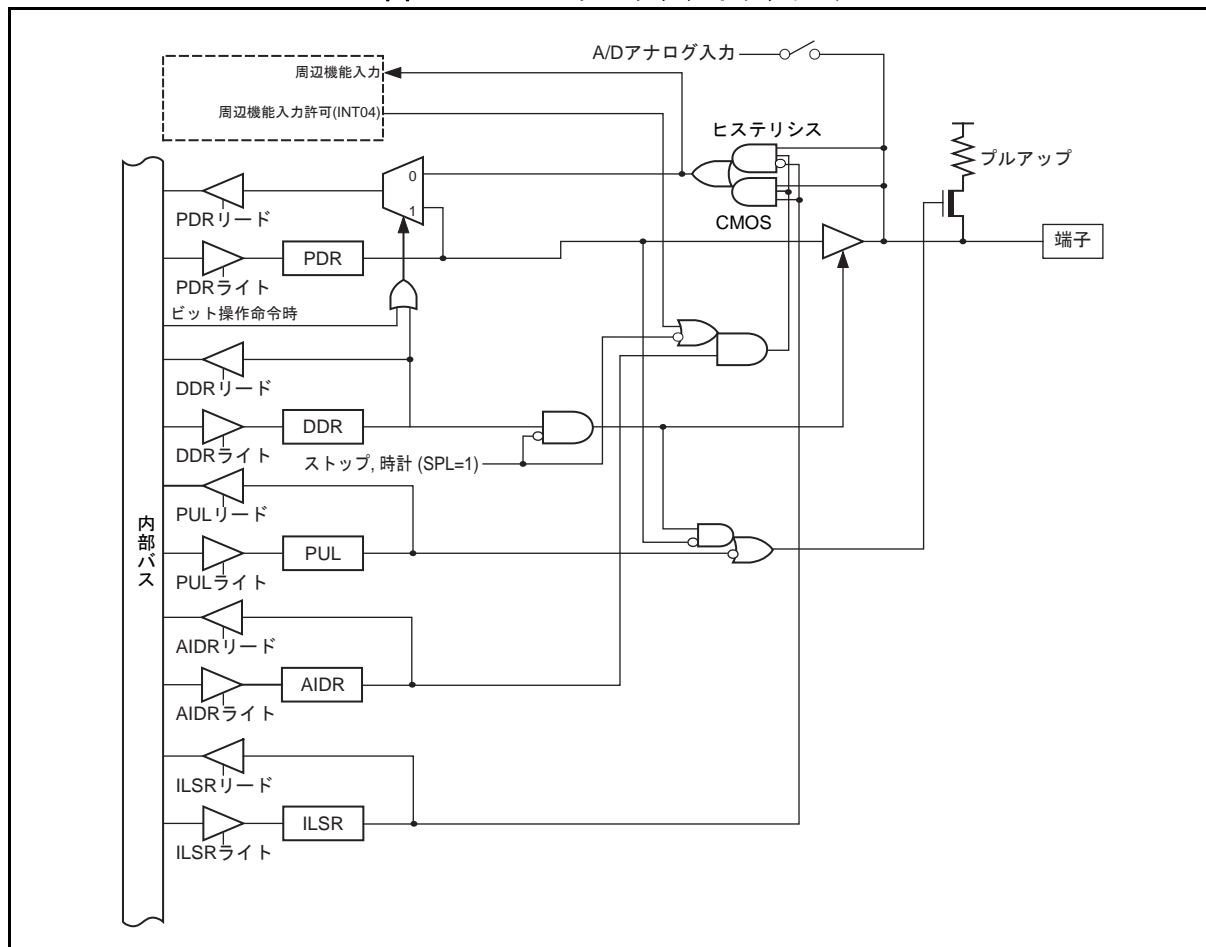 A/Dアナログ入力
周辺機能入力
周辺機能入力許可(INT04)
ヒステリシス
プルアップ
0
1
PDRリード
CMOS
端子
PDR
PDRライト
ビット操作命令時
DDRリード
DDR
DDRライト
ストップ, 時計 (SPL=1)
PULリード
内部バス
PUL
PULライト
AIDRリード
AIDR
AIDRライト
ILSRリード
ILSR
ILSRライト